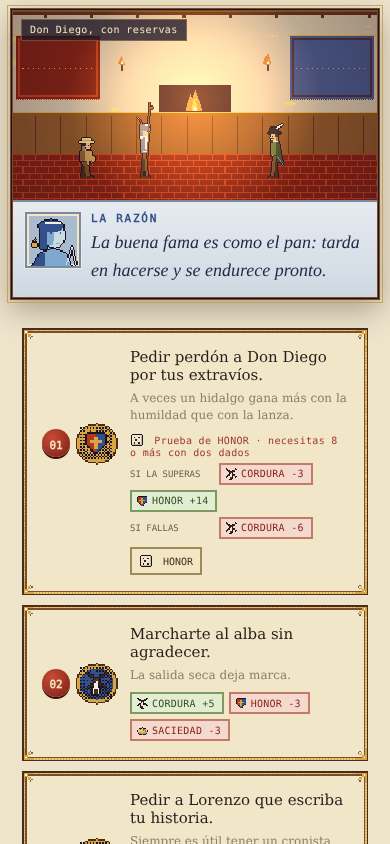 Don Diego, con reservas
LA RAZÓN
La buena fama es como el pan: tarda
en hacerse y se endurece pronto.
01
Pedir perdón a Don Diego
por tus extravíos.
A veces un hidalgo gana más con la
humildad que con la lanza.
Prueba de HONOR · necesitas 8
o más con dos dados
SI LA SUPERAS
CORDURA -3
HONOR +14
SI FALLAS
CORDURA -6
HONOR
02
Marcharte al alba sin
agradecer.
La salida seca deja marca.
CORDURA +5
HONOR -3
SACIEDAD -3
Pedir a Lorenzo que escriba
tu historia.
Siempre es útil tener un cronista